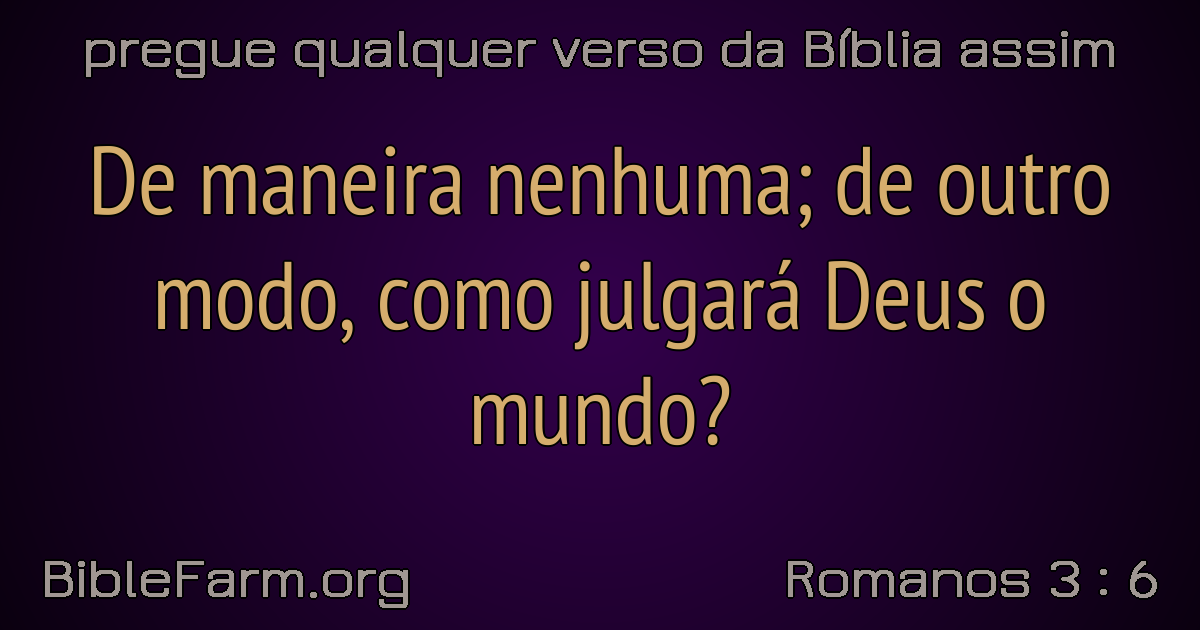 pregue qualquer verso da Bíblia assim
De maneira nenhuma; de outro
modo, como julgará Deus o
mundo?
BibleFarm.org
Romanos 3 : 6